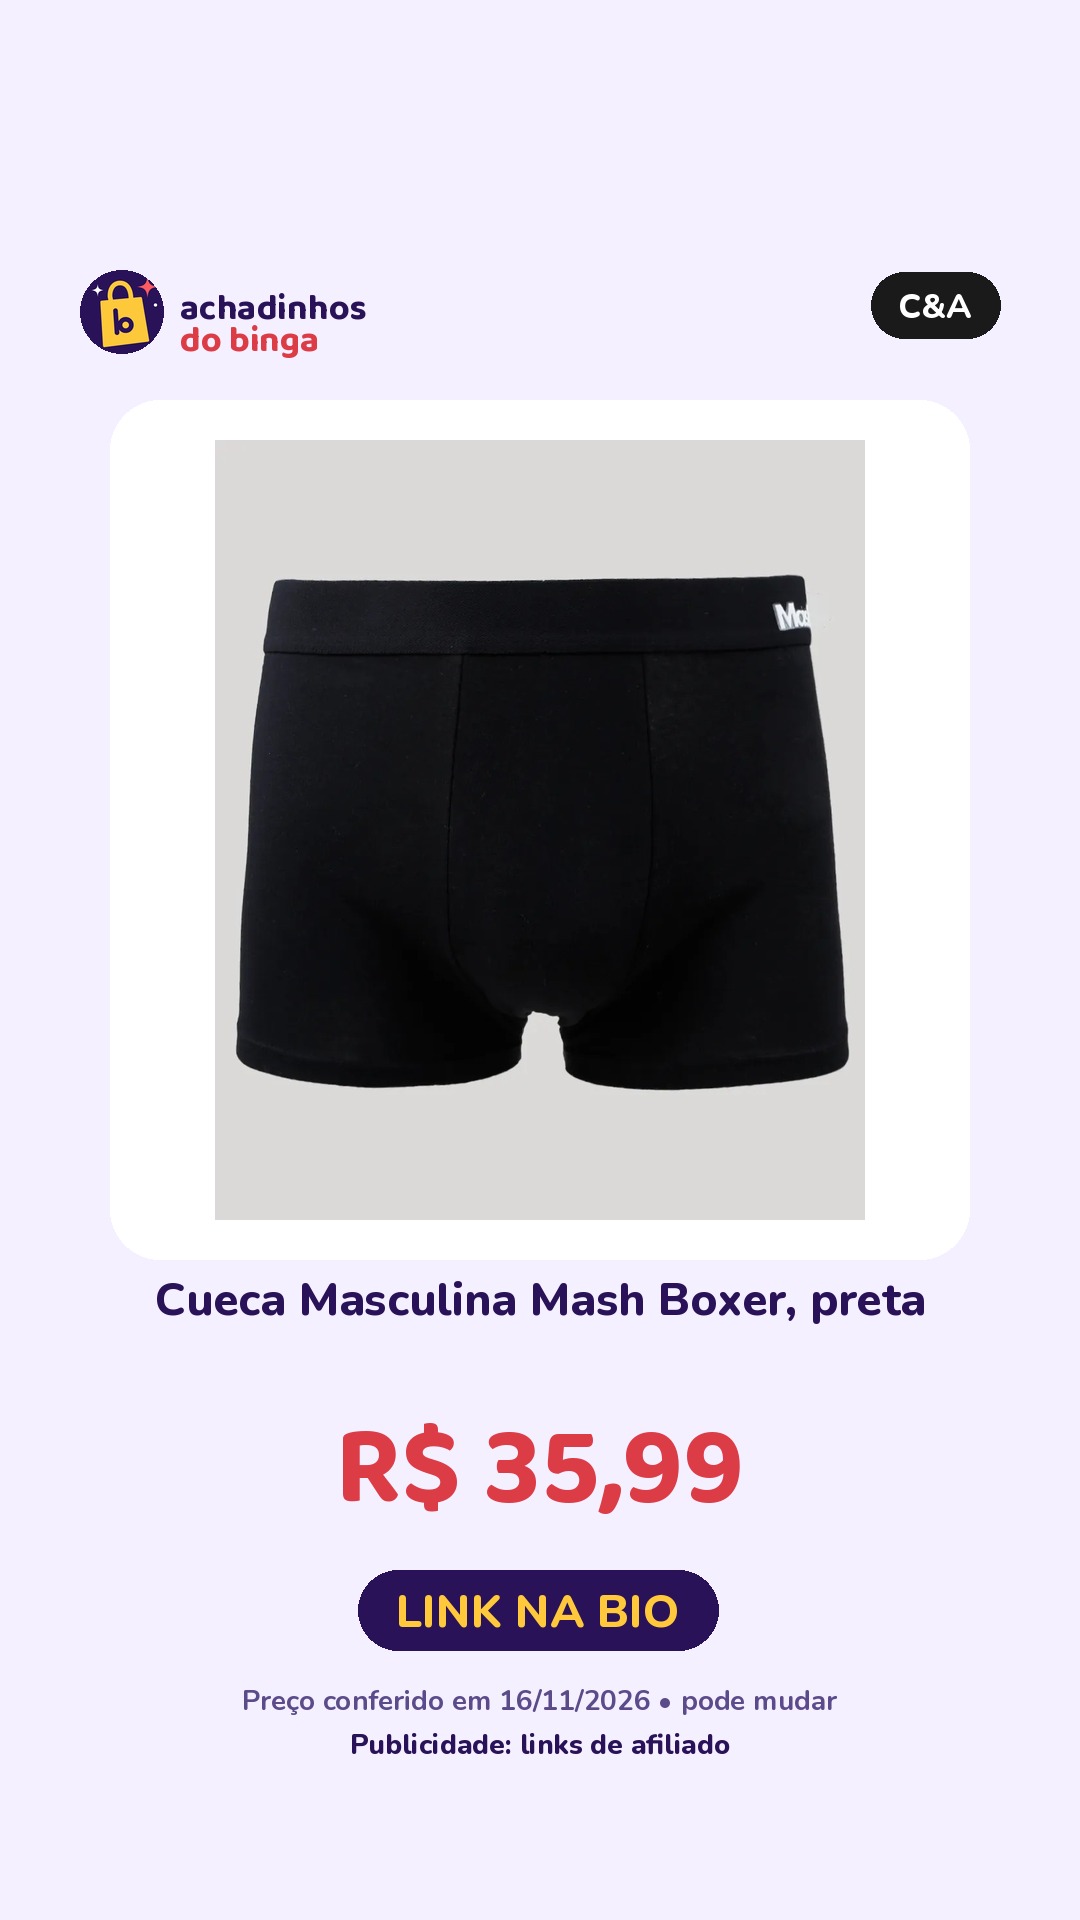 b
achadinhos
do binga
C&A
Cueca Masculina Mash Boxer, preta
R$ 35,99
LINK NA BIO
Preço conferido em 16/11/2026 • pode mudar
Publicidade: links de afiliado